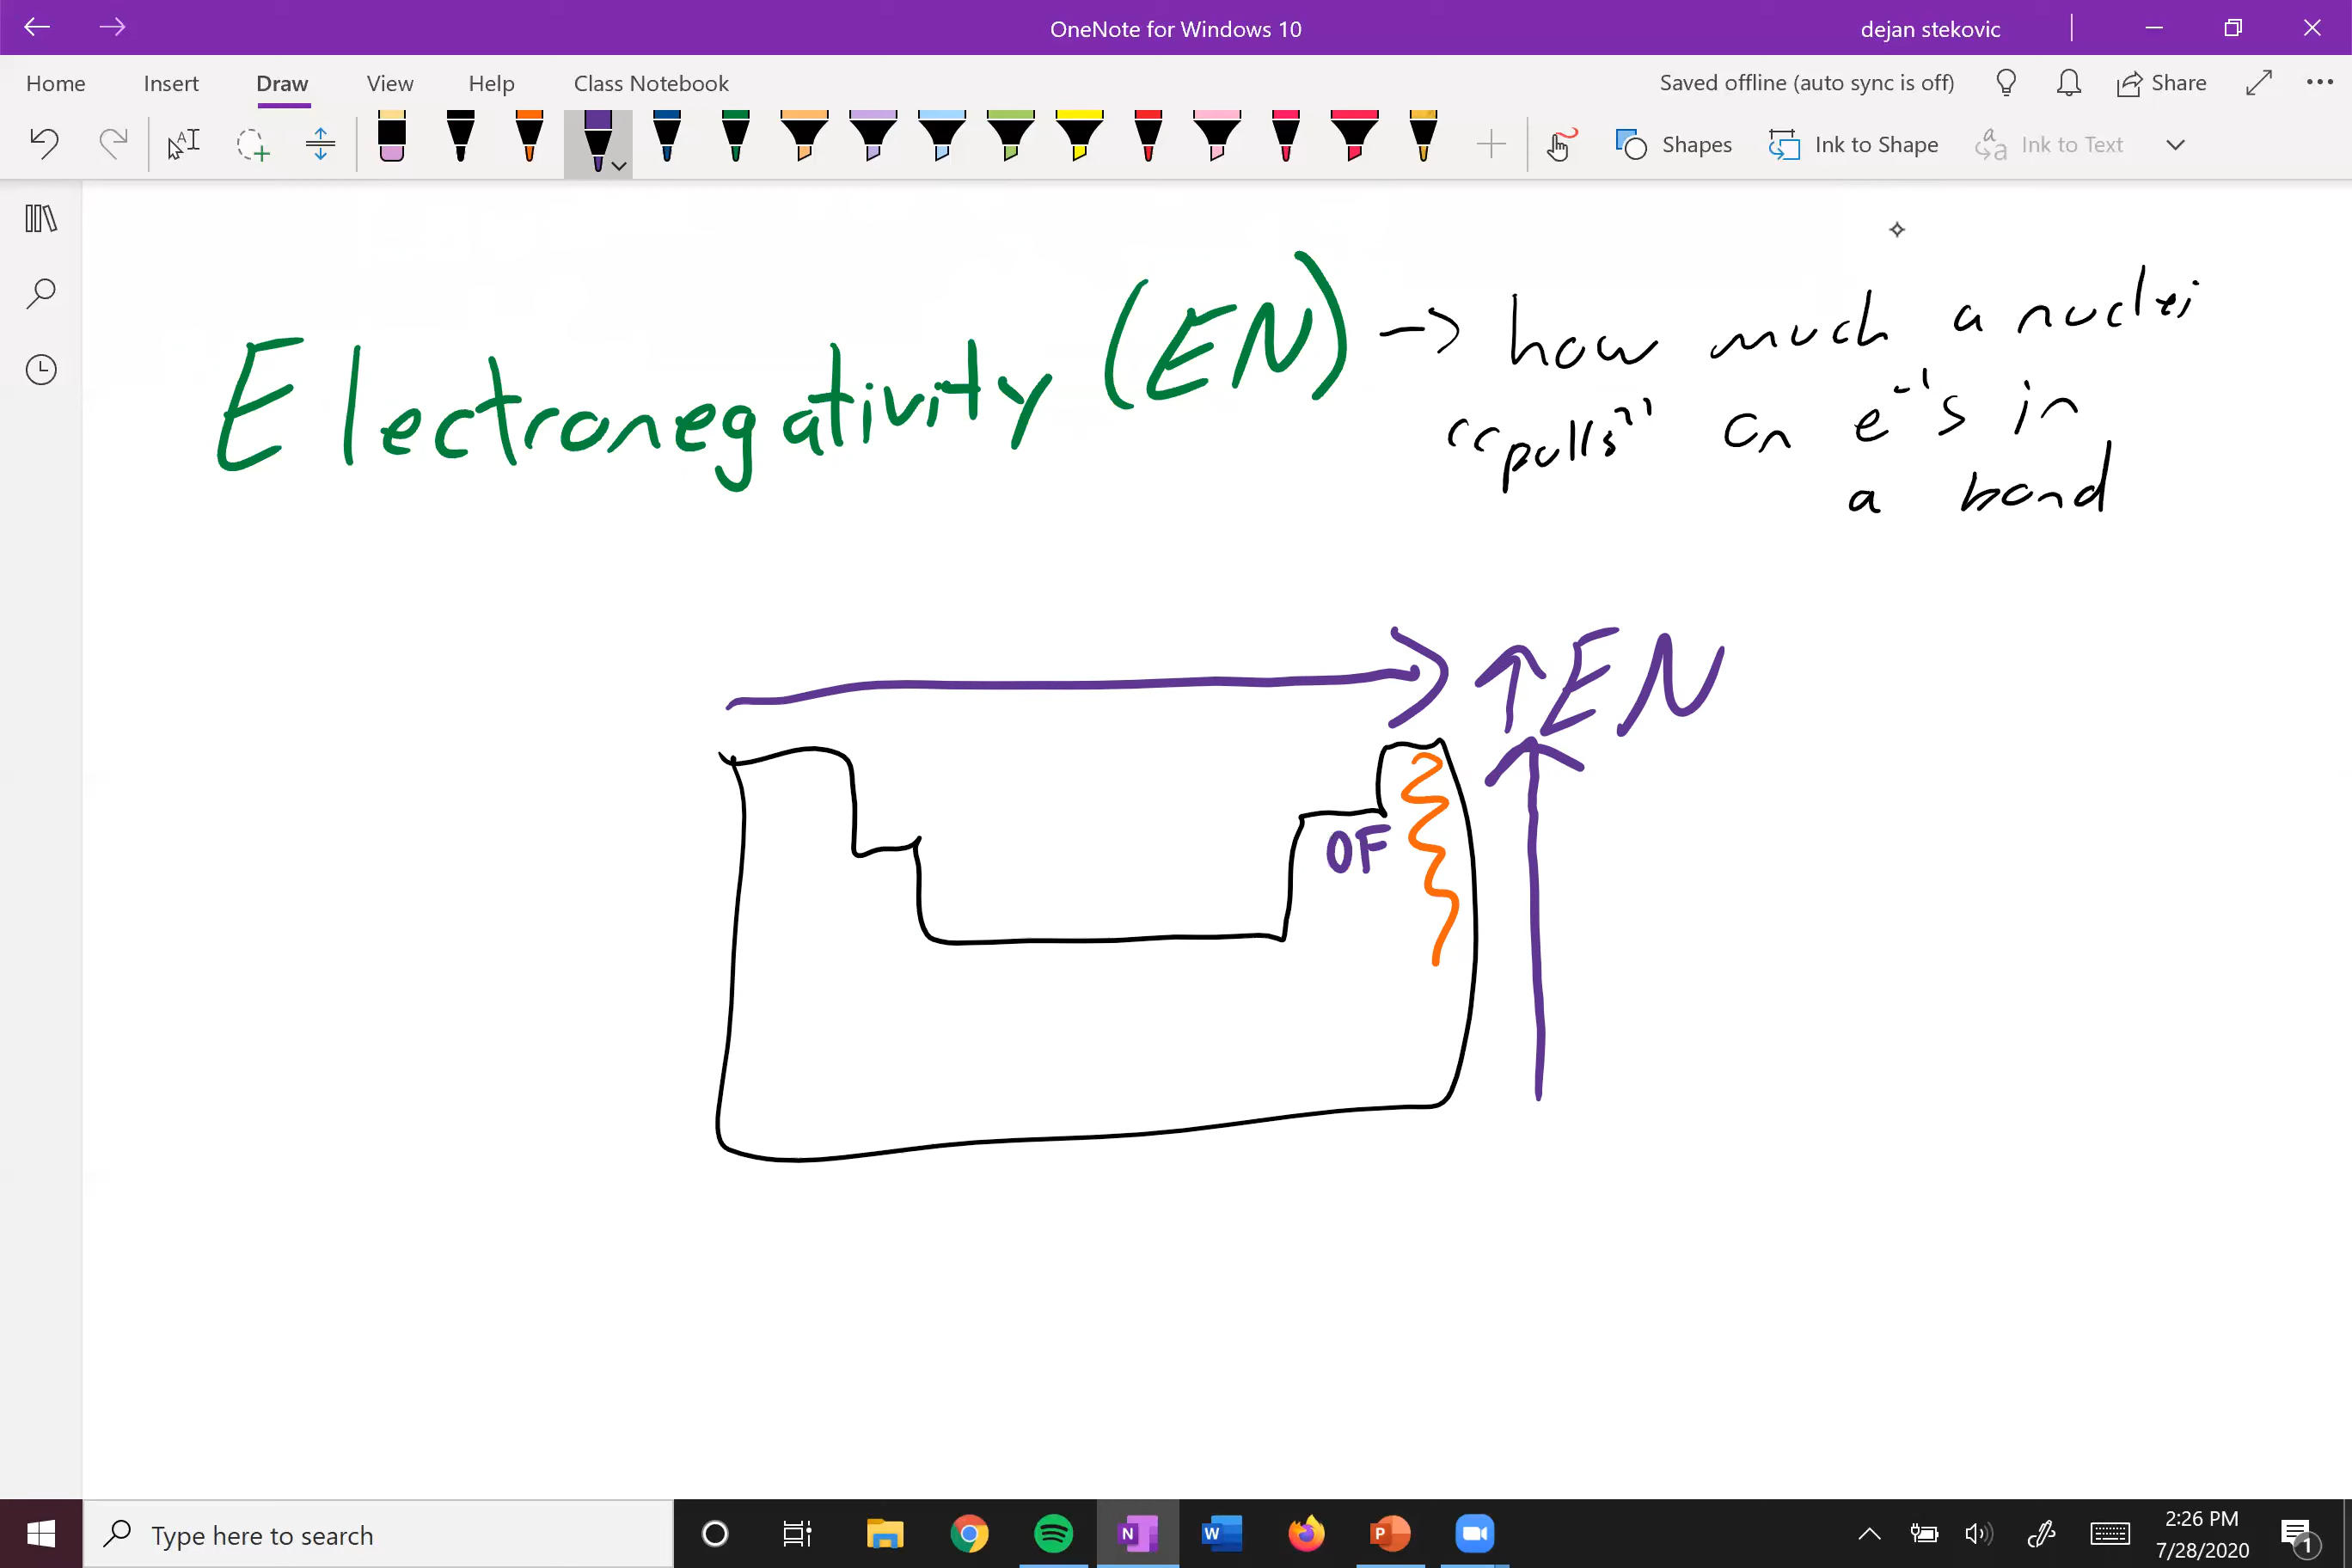 OneNote for Windows 10
dejan stekovic
Home Insert Draw View Help Class Notebook
Saved offline (auto sync is off) Share
Shapes Ink to Shape Ink to Text
Electronegativity (EN) → how much a nuclei
"pulls" on e⁻'s in
a bond
↑EN
OF
Type here to search
2:26 PM
7/28/2020
1